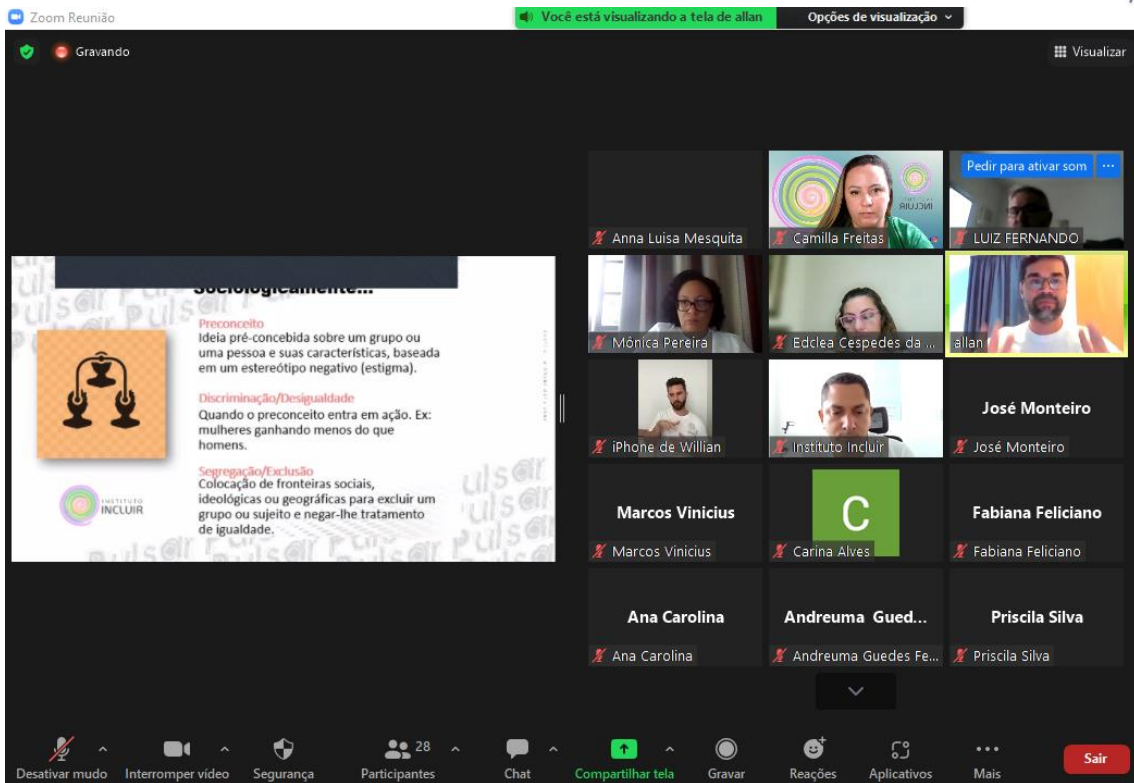 Zoom Reunião
Você está visualizando a tela de allan
Opções de visualização
Gravando
Visualizar
Sociologicamente...
Preconceito
Ideia pré-concebida sobre um grupo ou
uma pessoa e suas características, baseada
em um estereótipo negativo (estigma).
Discriminação/Desigualdade
Quando o preconceito entra em ação. Ex:
mulheres ganhando menos do que
homens.
Segregação/Exclusão
Colocação de fronteiras sociais,
ideológicas ou geográficas para excluir um
grupo ou sujeito e negar-lhe tratamento
de igualdade.
INSTITUTO
INCLUIR
pulsar
Anna Luisa Mesquita
INCLUIR
Camilla Freitas
Pedir para ativar som
LUIZ FERNANDO
Mônica Pereira
Edclea Cespedes da ...
allan
iPhone de Willian
Instituto Incluir
José Monteiro
José Monteiro
Marcos Vinicius
Marcos Vinicius
C
Carina Alves
Fabiana Feliciano
Fabiana Feliciano
Ana Carolina
Ana Carolina
Andreuma Gued...
Andreuma Guedes Fe...
Priscila Silva
Priscila Silva
Desativar mudo
Interromper vídeo
Segurança
28
Participantes
Chat
Compartilhar tela
Gravar
Reações
Aplicativos
Mais
Sair